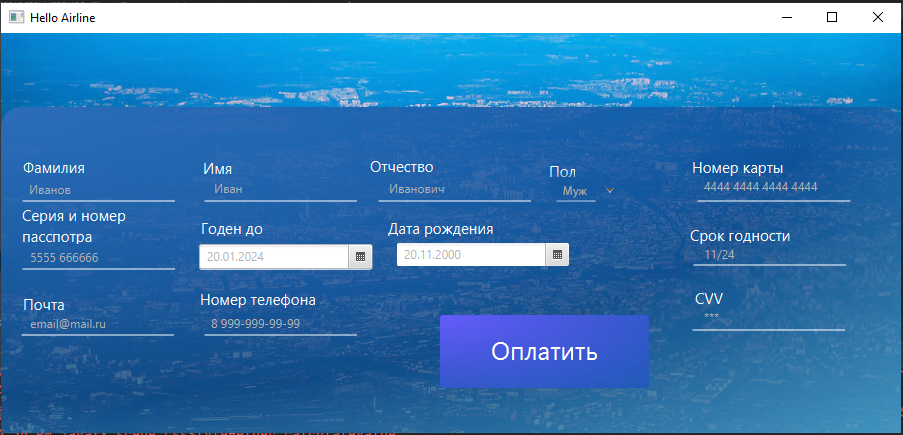 Hello Airline
Фамилия
Имя
Отчество
Пол
Номер карты
Иванов
Иван
Иванович
Муж
4444 4444 4444 4444
Серия и номер
пасспотра
Годен до
Дата рождения
Срок годности
5555 666666
20.01.2024
20.11.2000
11/24
Почта
Номер телефона
CVV
email@mail.ru
8 999-999-99-99
***
Оплатить